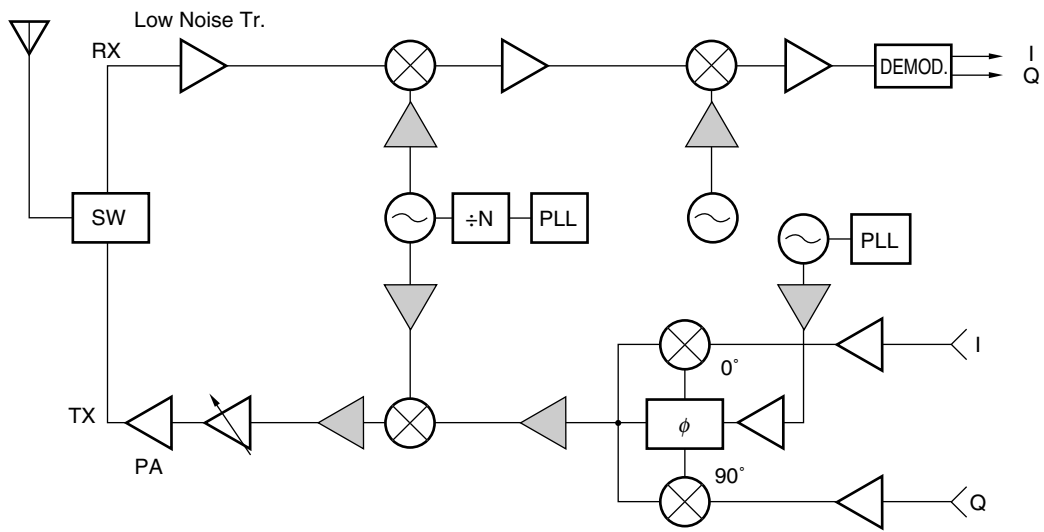 Low Noise Tr.
RX
DEMOD.
I
Q
SW
÷N
PLL
PLL
I
0°
TX
ϕ
PA
90°
Q